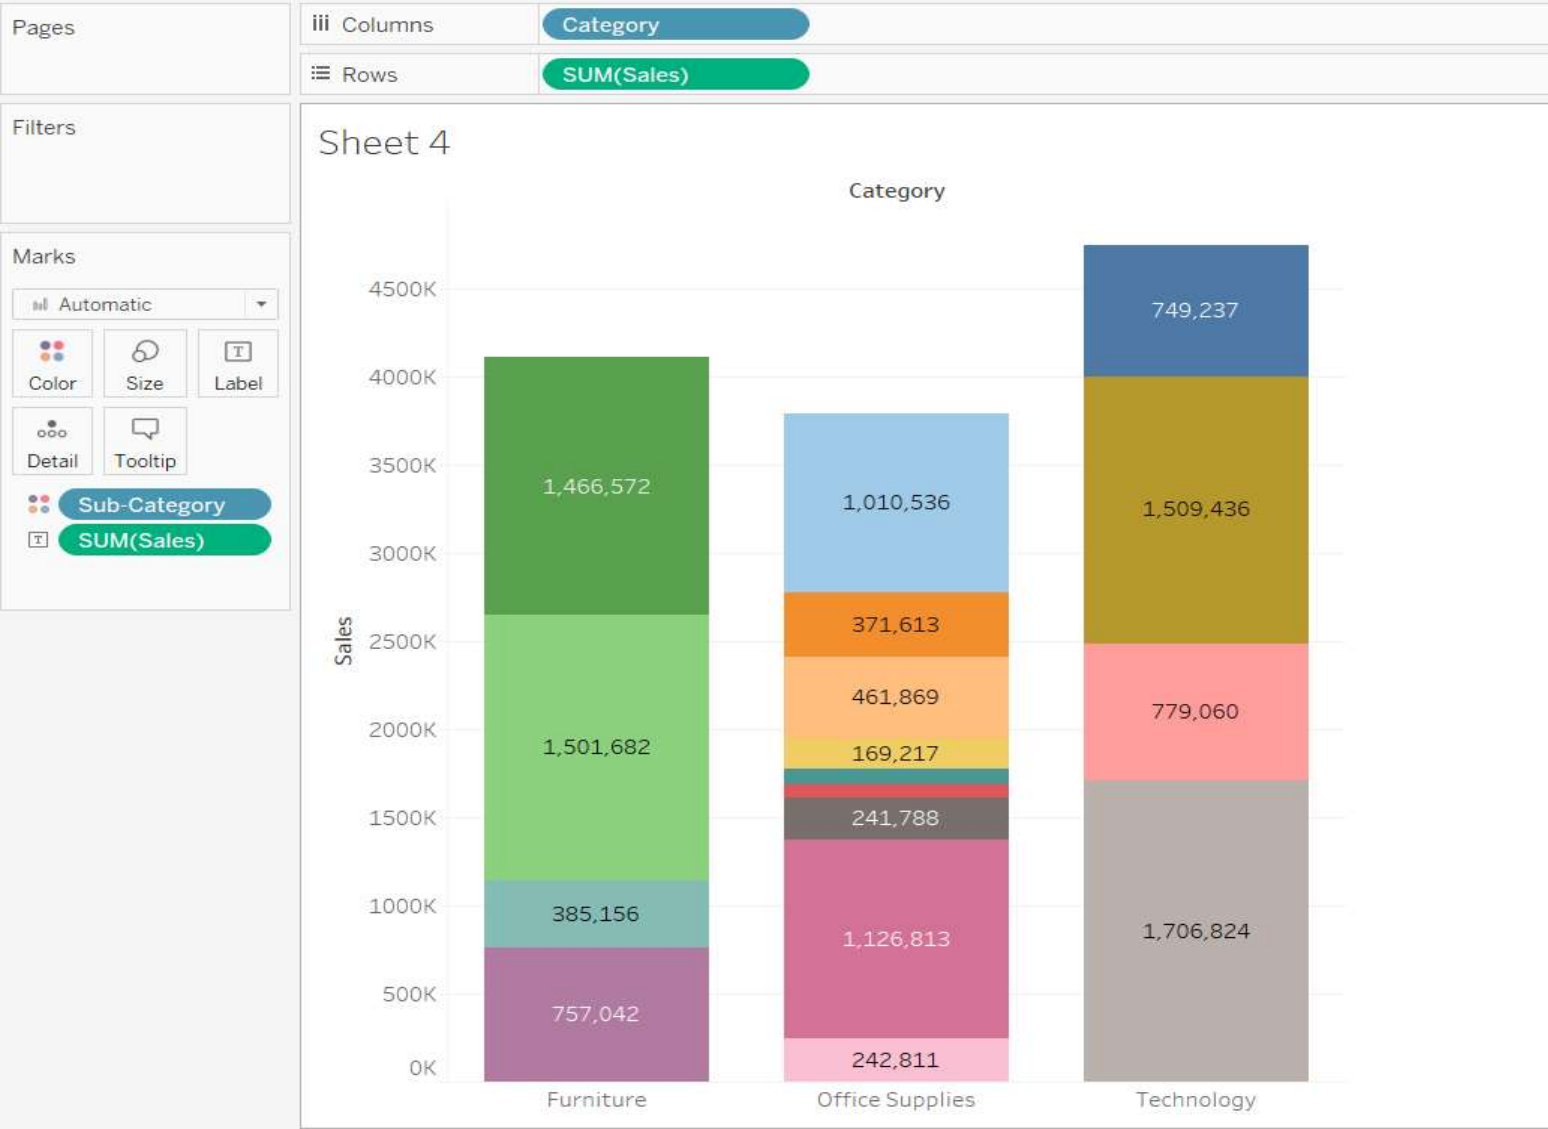 Pages
Columns
Category
Rows
SUM(Sales)
Filters
Sheet 4
Category
Marks
Automatic
Color
Size
Label
Detail
Tooltip
Sub-Category
SUM(Sales)
Sales
4500K
4000K
3500K
3000K
2500K
2000K
1500K
1000K
500K
0K
1,466,572
1,501,682
385,156
757,042
1,010,536
371,613
461,869
169,217
241,788
1,126,813
242,811
749,237
1,509,436
779,060
1,706,824
Furniture
Office Supplies
Technology